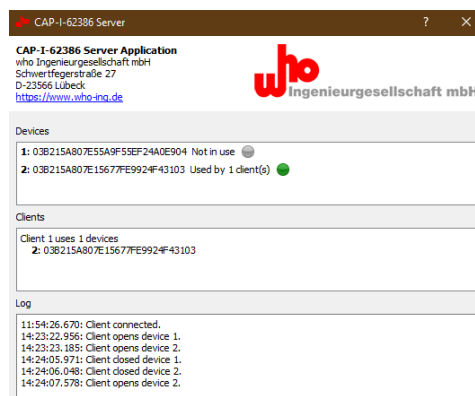 CAP-I-62386 Server
CAP-I-62386 Server Application
who Ingenieurgesellschaft mbH
Schwertfegerstraße 27
D-23566 Lübeck
https://www.who-ing.de
who
Ingenieurgesellschaft mbH
Devices
1: 03B215A807E55A9F55EF24A0E904 Not in use
2: 03B215A807E15677FE9924F43103 Used by 1 client(s)
Clients
Client 1 uses 1 devices
2: 03B215A807E15677FE9924F43103
Log
11:54:26.670: Client connected.
14:23:22.956: Client opens device 1.
14:23:23.185: Client opens device 2.
14:24:05.971: Client closed device 1.
14:24:06.048: Client closed device 2.
14:24:07.578: Client opens device 2.